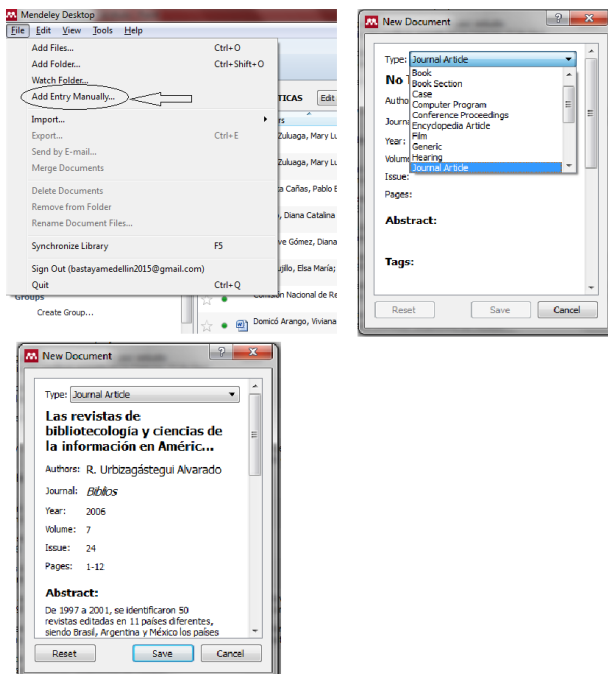 Mendeley Desktop
File Edit View Tools Help
Add Files... Ctrl+O
Add Folder... Ctrl+Shift+O
Watch Folder...
Add Entry Manually...
Import...
Export... Ctrl+E
Send by E-mail...
Merge Documents
Delete Documents
Remove from Folder
Rename Document Files...
Synchronize Library F5
Sign Out (bastayamedellin2015@gmail.com)
Quit Ctrl+Q
Groups
Create Group...
TICAS Edit
rs
Zuluaga, Mary Lu
Zuluaga, Mary Lu
a Cañas, Pablo E
, Diana Catalina
ve Gómez, Diana
ujillo, Elsa María;
Comisión Nacional de Re
Domicó Arango, Viviana
New Document
Type: Journal Article
Book
Book Section
Case
Computer Program
Conference Proceedings
Encyclopedia Article
Film
Generic
Hearing
Journal Article
No
Autho
Journ
Year:
Volum
Issue:
Pages:
Abstract:
Tags:
Reset Save Cancel
New Document
Type: Journal Article
Las revistas de
bibliotecología y ciencias de
la información en Améric...
Authors: R. Urbizagástegui Alvarado
Journal: Biblios
Year: 2006
Volume: 7
Issue: 24
Pages: 1-12
Abstract:
De 1997 a 2001, se identificaron 50
revistas editadas en 11 países diferentes,
siendo Brasil, Argentina y México los países
Reset Save Cancel